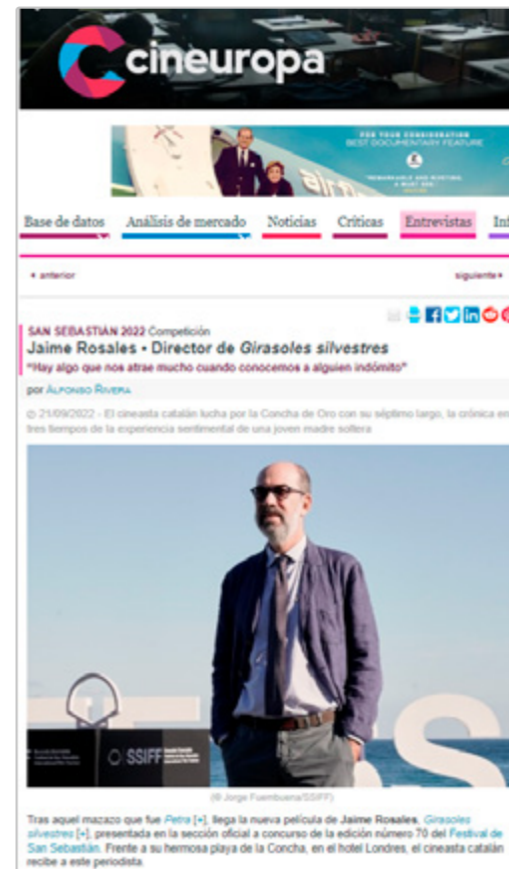 cineuropa
FOR YOUR CONSIDERATION
BEST DOCUMENTARY FEATURE
"REMARKABLE AND RIVETING.
A MUST SEE."
Base de datos Análisis de mercado Noticias Críticas Entrevistas Inf
anterior siguiente
SAN SEBASTIÁN 2022 Competición
Jaime Rosales • Director de Girasoles silvestres
"Hay algo que nos atrae mucho cuando conocemos a alguien indómito"
por Alfonso Rivera
21/09/2022 - El cineasta catalán lucha por la Concha de Oro con su séptimo largo, la crónica en
tres tiempos de la experiencia sentimental de una joven madre soltera
SSIFF
(© Jorge Fuembuena/SSIFF)
Tras aquel mazazo que fue Petra [+], llega la nueva película de Jaime Rosales, Girasoles
silvestres [+], presentada en la sección oficial a concurso de la edición número 70 del Festival de
San Sebastián. Frente a su hermosa playa de la Concha, en el hotel Londres, el cineasta catalán
recibe a este periodista.